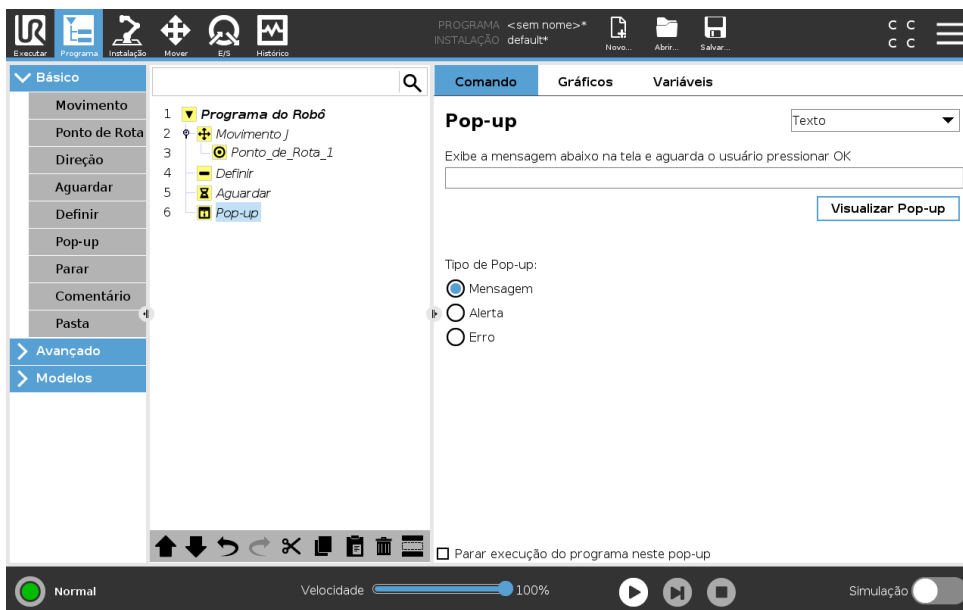 UR
Executar
Programa
Instalação
Mover
E/S
Histórico
PROGRAMA <sem nome>*
INSTALAÇÃO default*
Novo...
Abrir...
Salvar...
C C
C C
Básico
Movimento
Ponto de Rota
Direção
Aguardar
Definir
Pop-up
Parar
Comentário
Pasta
Avançado
Modelos
1 Programa do Robô
2 Movimento J
3 Ponto_de_Rota_1
4 Definir
5 Aguardar
6 Pop-up
Comando Gráficos Variáveis
Pop-up
Texto
Exibe a mensagem abaixo na tela e aguarda o usuário pressionar OK
Visualizar Pop-up
Tipo de Pop-up:
Mensagem
Alerta
Erro
Parar execução do programa neste pop-up
Normal
Velocidade 100%
Simulação